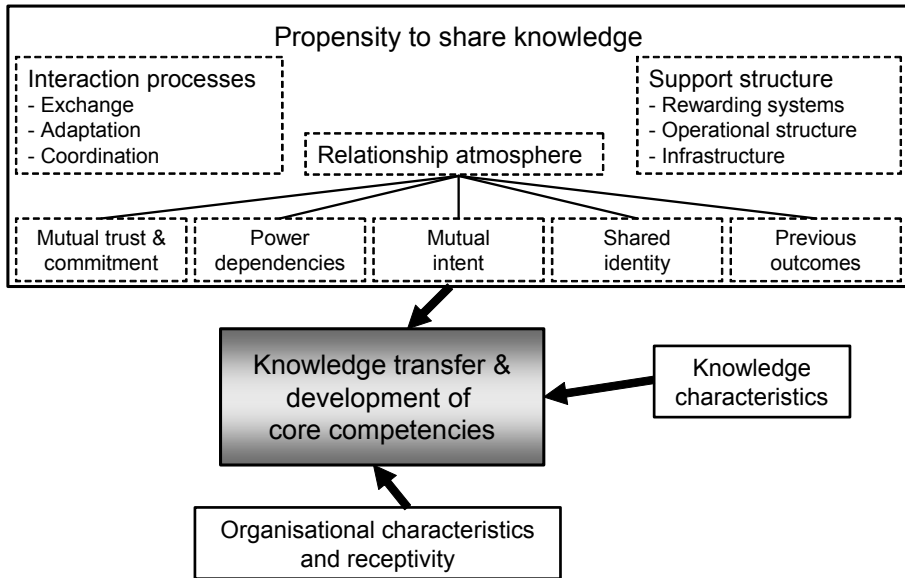 Propensity to share knowledge
Interaction processes
- Exchange
- Adaptation
- Coordination
Support structure
- Rewarding systems
- Operational structure
- Infrastructure
Relationship atmosphere
Mutual trust &
commitment
Power
dependencies
Mutual
intent
Shared
identity
Previous
outcomes
Knowledge transfer &
development of
core competencies
Knowledge
characteristics
Organisational characteristics
and receptivity